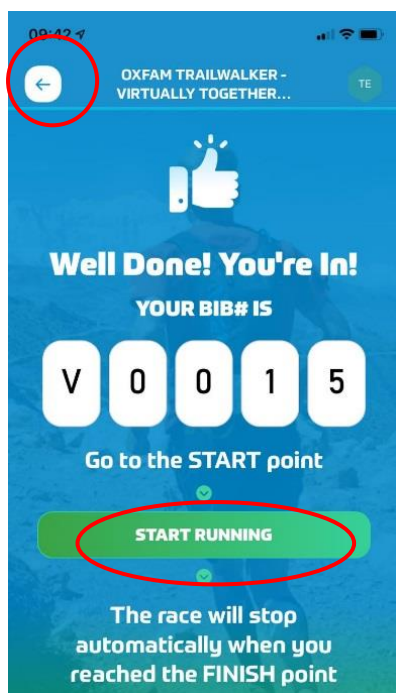 09:42
OXFAM TRAILWALKER -
VIRTUALLY TOGETHER...
TE
Well Done! You're In!
YOUR BIB# IS
V 0 0 1 5
Go to the START point
START RUNNING
The race will stop
automatically when you
reached the FINISH point